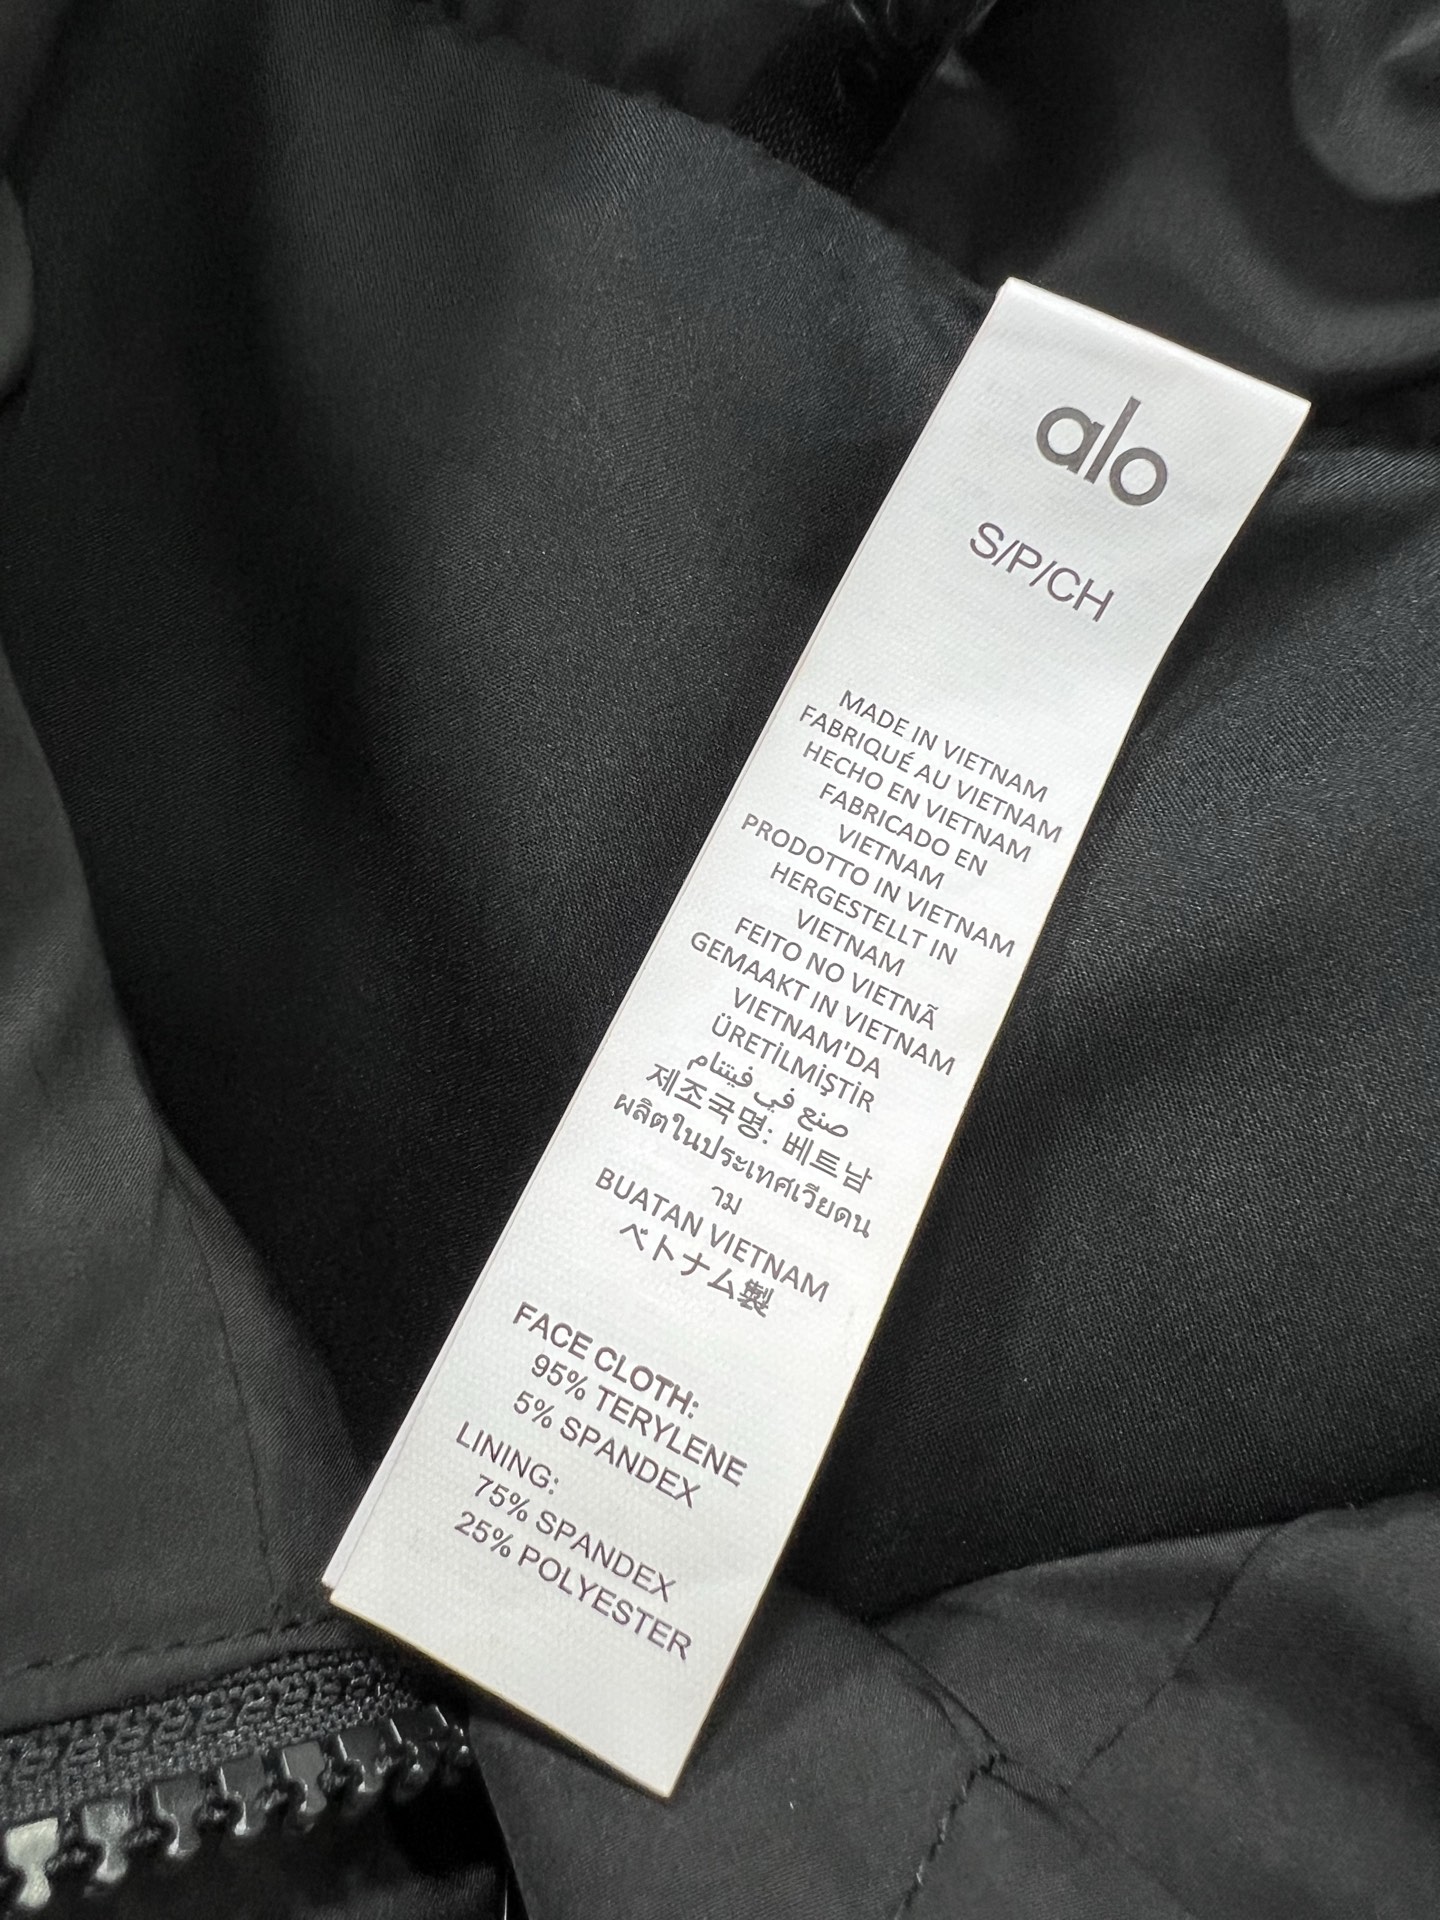 alo
S/P/CH
MADE IN VIETNAM
FABRIQUÉ AU VIETNAM
HECHO EN VIETNAM
FABRICADO EN
VIETNAM
PRODOTTO IN VIETNAM
HERGESTELLT IN
VIETNAM
FEITO NO VIETNÃ
GEMAAKT IN VIETNAM
VIETNAM'DA
ÜRETİLMİŞTİR
صنع في فيتنام
제조국명: 베트남
ผลิตในประเทศเวียดน
าม
BUATAN VIETNAM
ベトナム製
FACE CLOTH:
95% TERYLENE
5% SPANDEX
LINING:
75% SPANDEX
25% POLYESTER